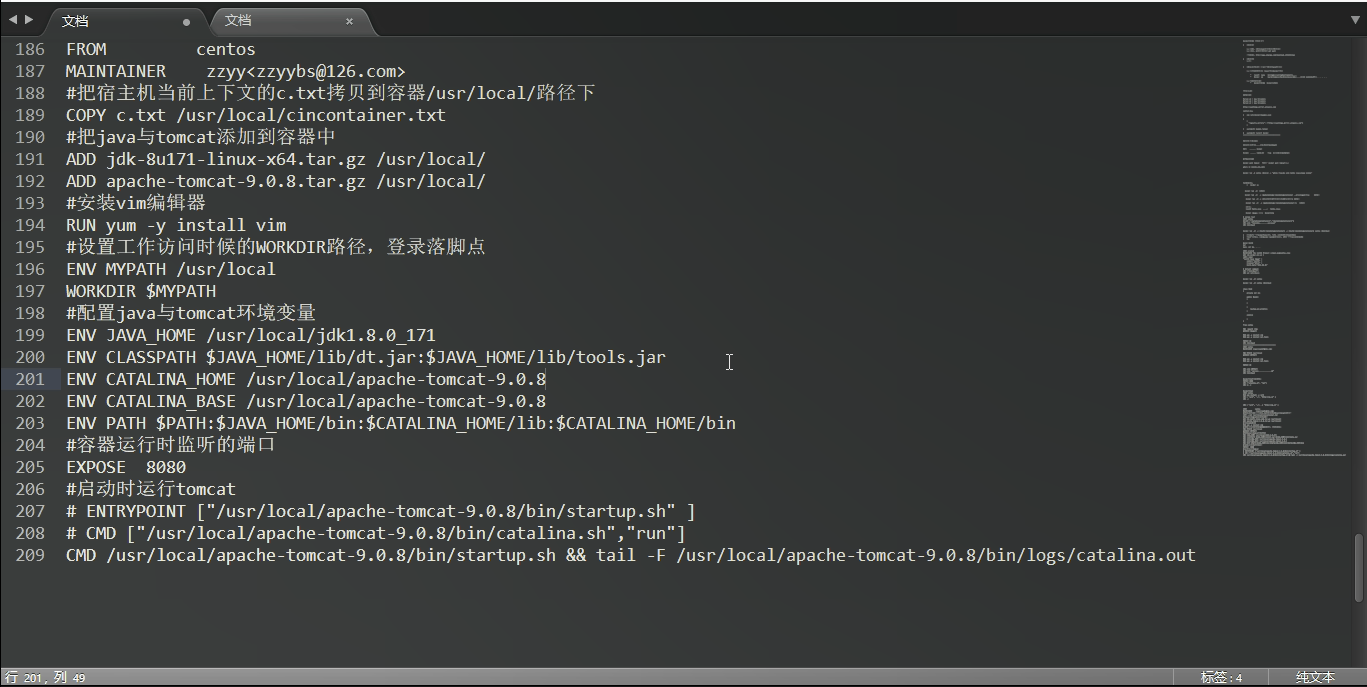 文档
文档
186 FROM         centos
187 MAINTAINER    zzyy<zzyybs@126.com>
188 #把宿主机当前上下文的c.txt拷贝到容器/usr/local/路径下
189 COPY c.txt /usr/local/cincontainer.txt
190 #把java与tomcat添加到容器中
191 ADD jdk-8u171-linux-x64.tar.gz /usr/local/
192 ADD apache-tomcat-9.0.8.tar.gz /usr/local/
193 #安装vim编辑器
194 RUN yum -y install vim
195 #设置工作访问时候的WORKDIR路径，登录落脚点
196 ENV MYPATH /usr/local
197 WORKDIR $MYPATH
198 #配置java与tomcat环境变量
199 ENV JAVA_HOME /usr/local/jdk1.8.0_171
200 ENV CLASSPATH $JAVA_HOME/lib/dt.jar:$JAVA_HOME/lib/tools.jar
201 ENV CATALINA_HOME /usr/local/apache-tomcat-9.0.8
202 ENV CATALINA_BASE /usr/local/apache-tomcat-9.0.8
203 ENV PATH $PATH:$JAVA_HOME/bin:$CATALINA_HOME/lib:$CATALINA_HOME/bin
204 #容器运行时监听的端口
205 EXPOSE  8080
206 #启动时运行tomcat
207 # ENTRYPOINT ["/usr/local/apache-tomcat-9.0.8/bin/startup.sh" ]
208 # CMD ["/usr/local/apache-tomcat-9.0.8/bin/catalina.sh","run"]
209 CMD /usr/local/apache-tomcat-9.0.8/bin/startup.sh && tail -F /usr/local/apache-tomcat-9.0.8/bin/logs/catalina.out
行 201, 列 49
标签: 4
纯文本